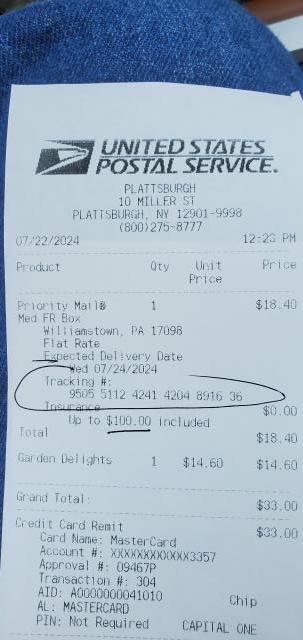 UNITED STATES
POSTAL SERVICE.
PLATTSBURGH
10 MILLER ST
PLATTSBURGH, NY 12901-9998
(800)275-8777
07/22/2024 12:23 PM
Product Qty Unit Price
Price
Priority Mail® 1 $18.40
Med FR Box
Williamstown, PA 17098
Flat Rate
Expected Delivery Date
Wed 07/24/2024
Tracking #:
9505 5112 4241 4204 8916 36
Insurance $0.00
Up to $100.00 included
Total $18.40
Garden Delights 1 $14.60 $14.60
Grand Total: $33.00
Credit Card Remit $33.00
Card Name: MasterCard
Account #: XXXXXXXXXXXX3357
Approval #: 09467P
Transaction #: 304
AID: A0000000041010 Chip
AL: MASTERCARD
PIN: Not Required CAPITAL ONE